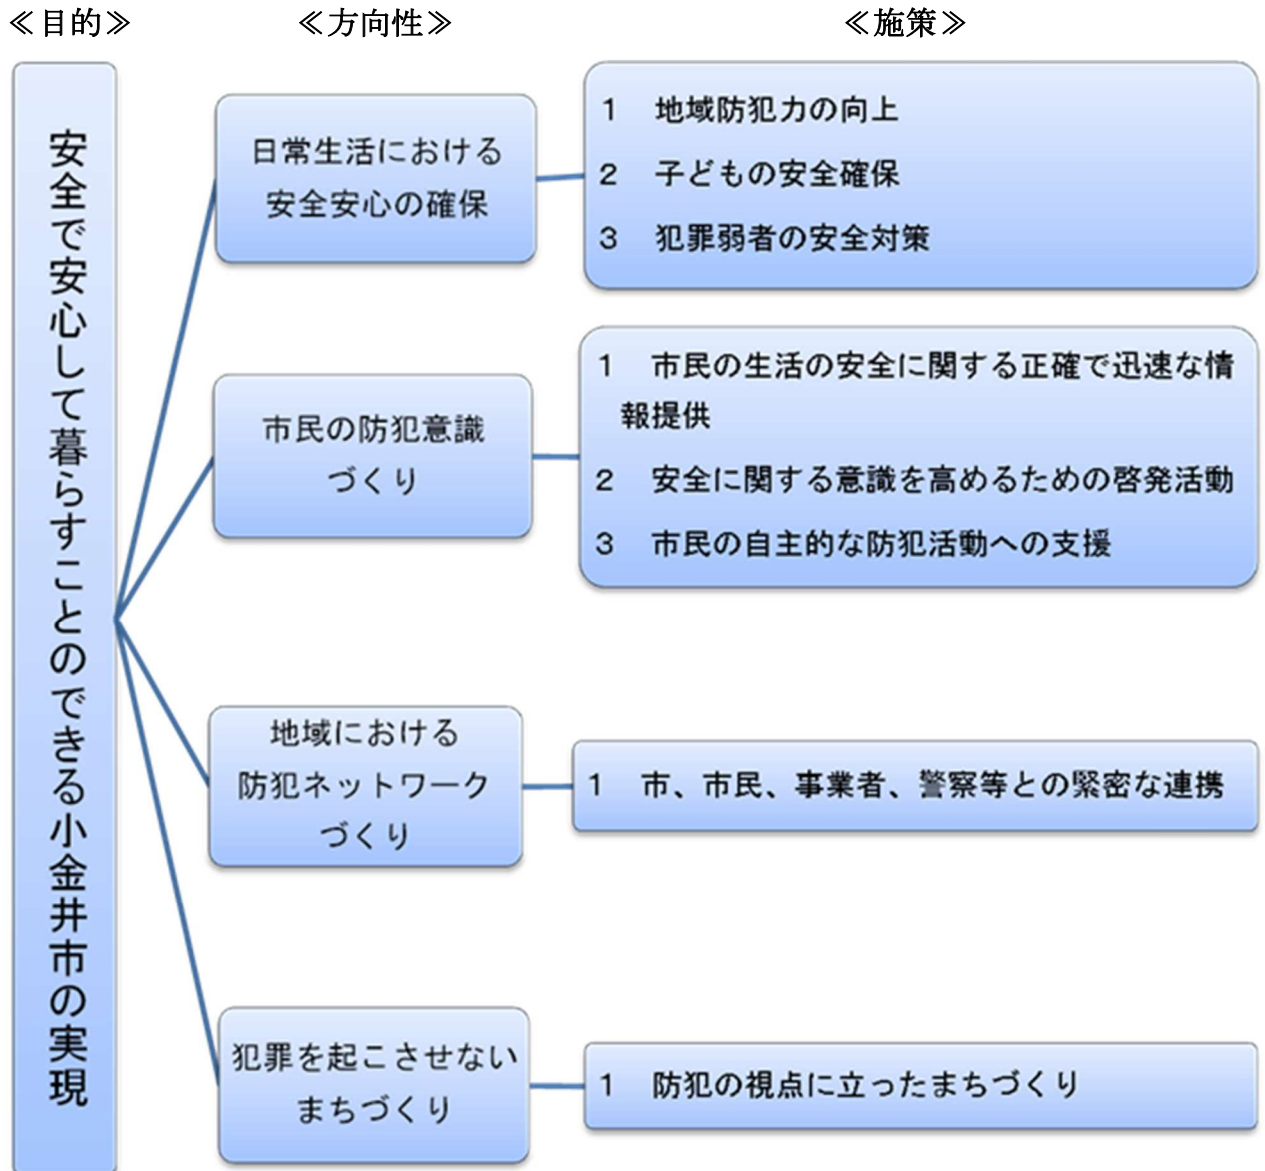 ≪目的≫
≪方向性≫
≪施策≫
安全で安心して暮らすことのできる小金井市の実現
日常生活における
安全安心の確保
1 地域防犯力の向上
2 子どもの安全確保
3 犯罪弱者の安全対策
市民の防犯意識
づくり
1 市民の生活の安全に関する正確で迅速な情
報提供
2 安全に関する意識を高めるための啓発活動
3 市民の自主的な防犯活動への支援
地域における
防犯ネットワーク
づくり
1 市、市民、事業者、警察等との緊密な連携
犯罪を起こさせない
まちづくり
1 防犯の視点に立ったまちづくり